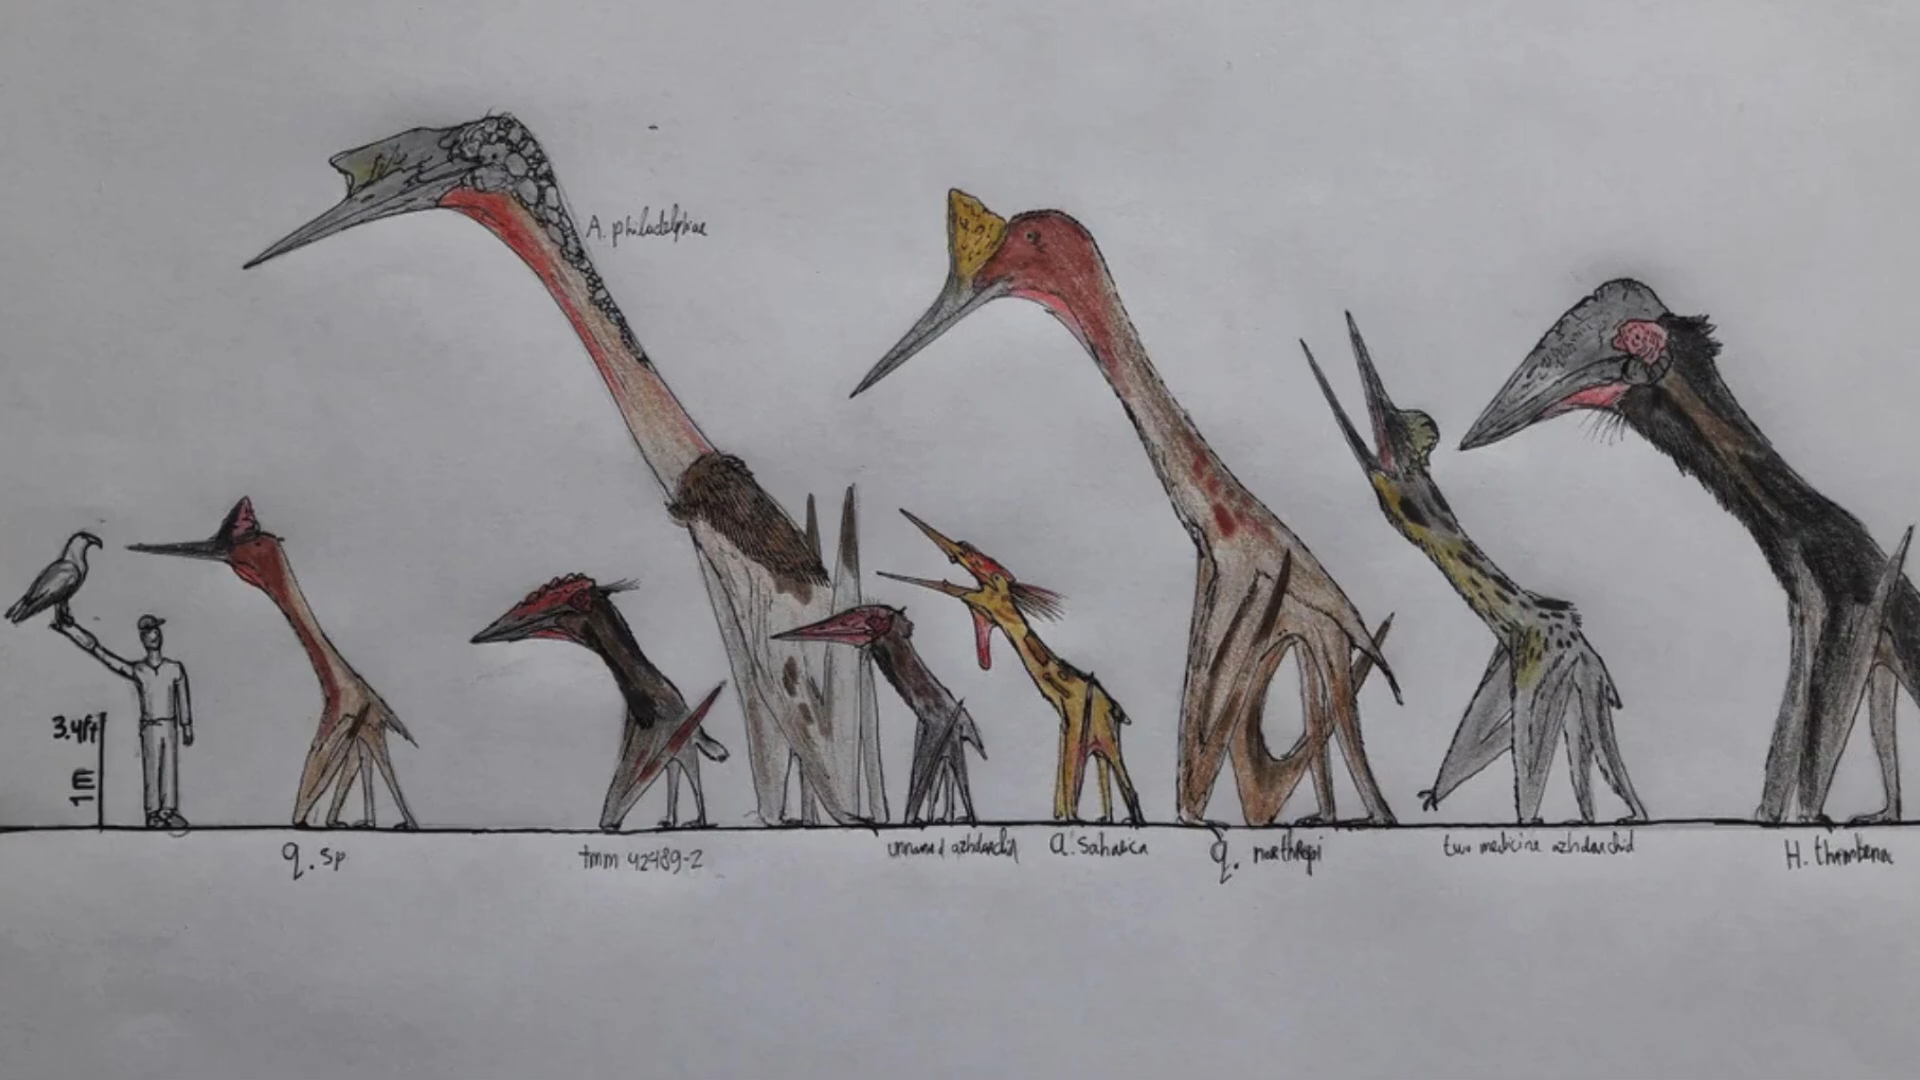 A. philadelphiae
3.4ft
1m
q. sp
tmm 42489-2
unnamed azhdarchid
a. saharica
q. northropi
two medicine azhdarchid
H. thambema